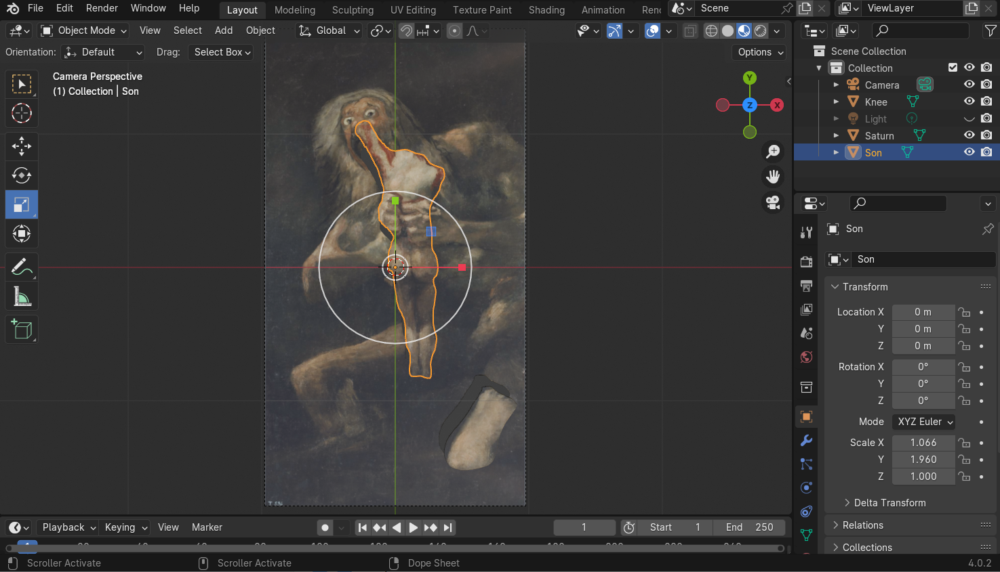 File Edit Render Window Help Layout Modeling Sculpting UV Editing Texture Paint Shading Animation Scene ViewLayer
Object Mode View Select Add Object Global
Orientation: Default Drag: Select Box Options
Camera Perspective
(1) Collection | Son
Y
Z X
Scene Collection
Collection
Camera
Knee
Light
Saturn
Son
Son
Son
Transform
Location X 0 m
Y 0 m
Z 0 m
Rotation X 0°
Y 0°
Z 0°
Mode XYZ Euler
Scale X 1.066
Y 1.960
Z 1.000
Delta Transform
Relations
Collections
Playback Keying View Marker 1 Start 1 End 250
Scroller Activate Scroller Activate Dope Sheet 4.0.2